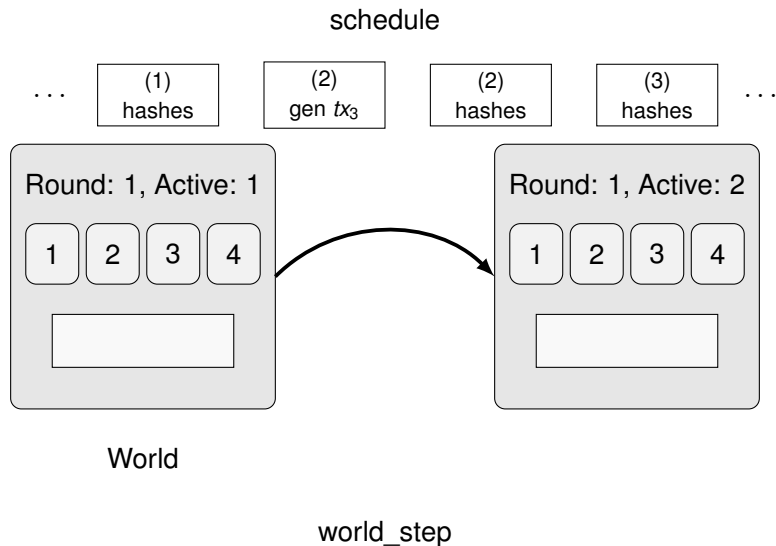 schedule
. . .
(1)
hashes
(2)
gen tx₃
(2)
hashes
(3)
hashes
. . .
Round: 1, Active: 1
1 2 3 4
Round: 1, Active: 2
1 2 3 4
World
world_step